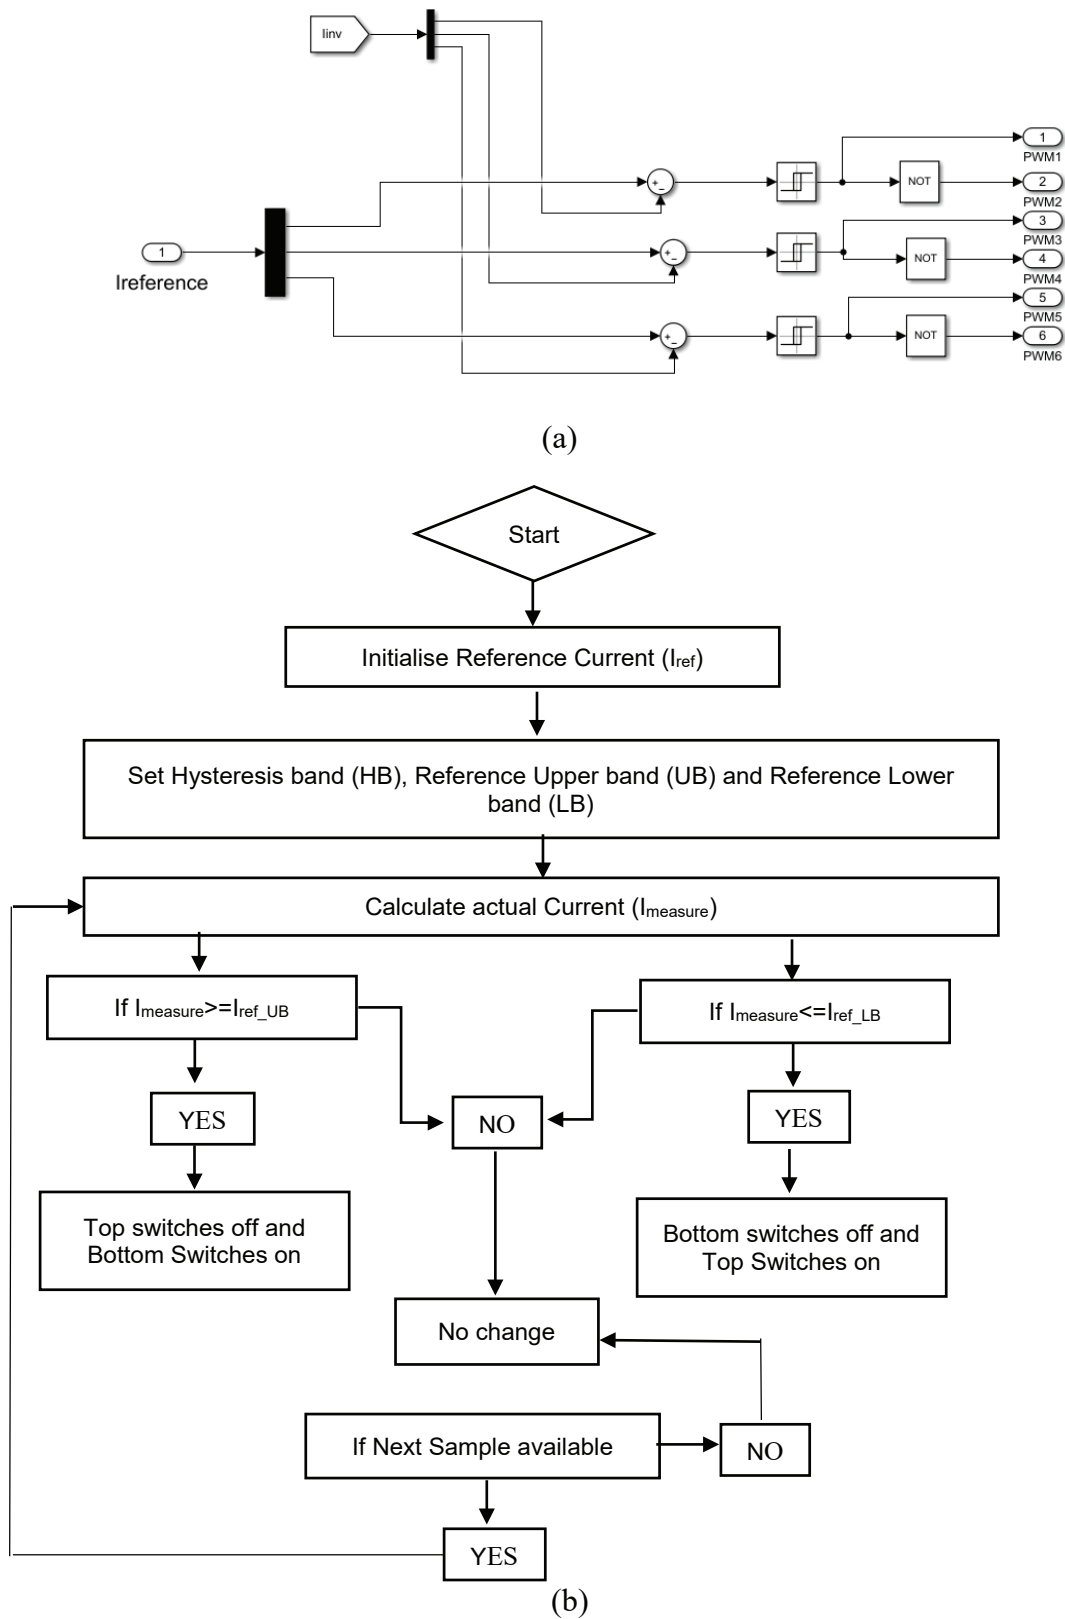 Iinv
1
PWM1
NOT
2
PWM2
3
PWM3
NOT
4
PWM4
1
Ireference
5
PWM5
NOT
6
PWM6
(a)
Start
Initialise Reference Current (Iref)
Set Hysteresis band (HB), Reference Upper band (UB) and Reference Lower
band (LB)
Calculate actual Current (Imeasure)
If Imeasure>=Iref_UB
If Imeasure<=Iref_LB
YES
NO
YES
Top switches off and
Bottom Switches on
Bottom switches off and
Top Switches on
No change
If Next Sample available
NO
YES
(b)